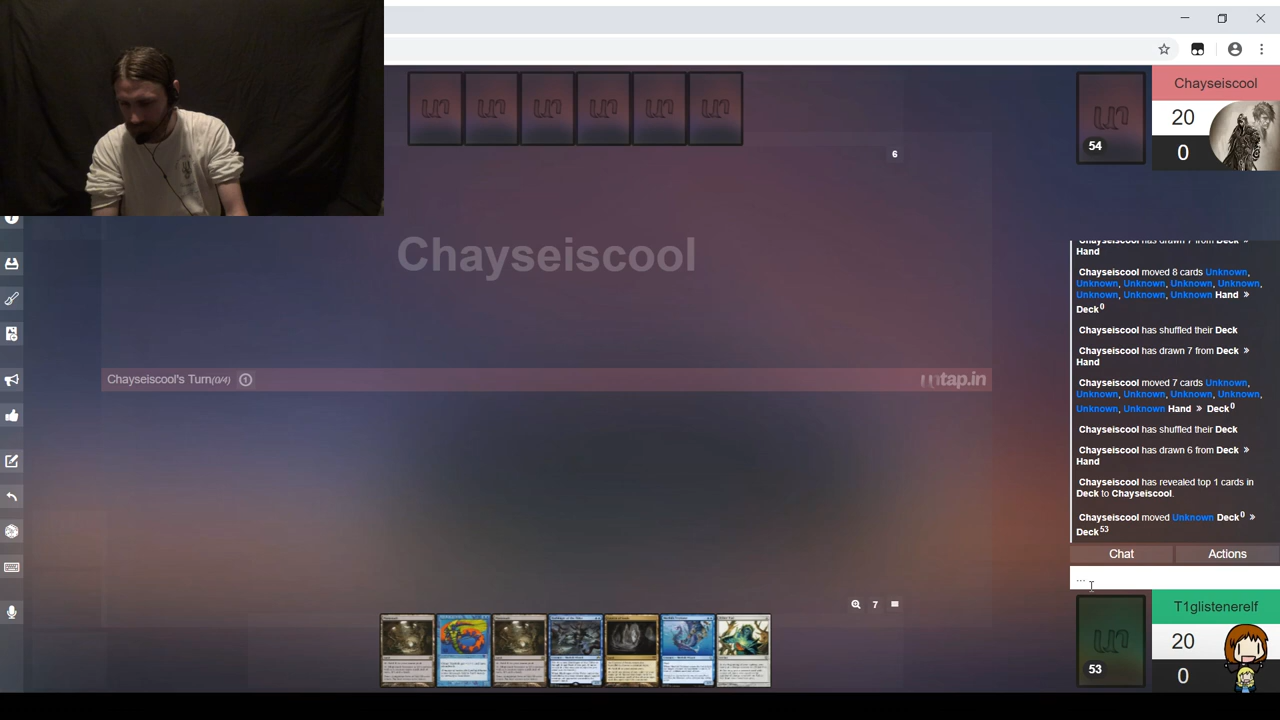 Chayseiscool
20
54
0
6
Chayseiscool
Hand
Chayseiscool moved 8 cards Unknown,
Unknown, Unknown, Unknown, Unknown,
Unknown, Unknown, Unknown Hand »
Deck0
Chayseiscool has shuffled their Deck
Chayseiscool has drawn 7 from Deck »
Hand
Chayseiscool moved 7 cards Unknown,
Unknown, Unknown, Unknown, Unknown,
Unknown, Unknown Hand » Deck0
Chayseiscool's Turn(0/4) 1
untap.in
Chayseiscool has shuffled their Deck
Chayseiscool has drawn 6 from Deck »
Hand
Chayseiscool has revealed top 1 cards in
Deck to Chayseiscool.
Chayseiscool moved Unknown Deck0 »
Deck53
Chat Actions
...
7
T1glistenerelf
20
53
0